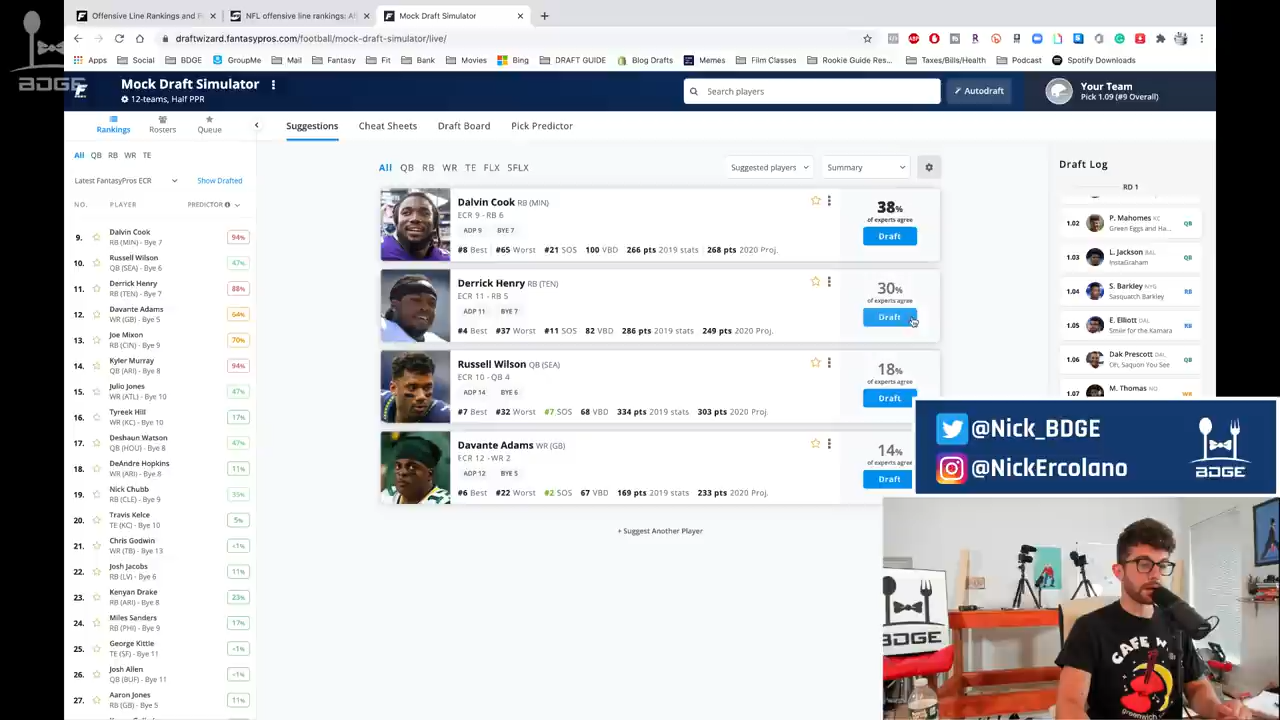 Offensive Line Rankings and P
NFL offensive line rankings: Af
Mock Draft Simulator
draftwizard.fantasypros.com/football/mock-draft-simulator/live/
Apps
Social
BDGE
GroupMe
Mail
Fantasy
Fit
Bank
Movies
Bing
DRAFT GUIDE
Blog Drafts
Memes
Film Classes
Rookie Guide Res...
Taxes/Bills/Health
Podcast
Spotify Downloads
BDGE
Mock Draft Simulator
12-teams, Half PPR
Search players
Autodraft
Your Team
Pick 1.09 (#9 Overall)
Rankings
Rosters
Queue
Suggestions
Cheat Sheets
Draft Board
Pick Predictor
All QB RB WR TE
Latest FantasyPros ECR
Show Drafted
NO. PLAYER PREDICTOR
9. Dalvin Cook 94%
RB (MIN) - Bye 7
10. Russell Wilson 47%
QB (SEA) - Bye 6
11. Derrick Henry 88%
RB (TEN) - Bye 7
12. Davante Adams 64%
WR (GB) - Bye 5
13. Joe Mixon 70%
RB (CIN) - Bye 9
14. Kyler Murray 94%
QB (ARI) - Bye 8
15. Julio Jones 47%
WR (ATL) - Bye 10
16. Tyreek Hill 17%
WR (KC) - Bye 10
17. Deshaun Watson 47%
QB (HOU) - Bye 8
18. DeAndre Hopkins 11%
WR (ARI) - Bye 8
19. Nick Chubb 35%
RB (CLE) - Bye 9
20. Travis Kelce 5%
TE (KC) - Bye 10
21. Chris Godwin <1%
WR (TB) - Bye 13
22. Josh Jacobs 11%
RB (LV) - Bye 6
23. Kenyan Drake 23%
RB (ARI) - Bye 8
24. Miles Sanders 17%
RB (PHI) - Bye 9
25. George Kittle <1%
TE (SF) - Bye 11
26. Josh Allen <1%
QB (BUF) - Bye 11
27. Aaron Jones 11%
RB (GB) - Bye 5
All QB RB WR TE FLX SFLX
Suggested players
Summary
Dalvin Cook RB (MIN)
ECR 9 - RB 6
ADP 9 BYE 7
#8 Best #65 Worst #21 SOS 100 VBD 266 pts 2019 stats 268 pts 2020 Proj.
38%
of experts agree
Draft
Derrick Henry RB (TEN)
ECR 11 - RB 5
ADP 11 BYE 7
#4 Best #37 Worst #11 SOS 82 VBD 286 pts 2019 stats 249 pts 2020 Proj.
30%
of experts agree
Draft
Russell Wilson QB (SEA)
ECR 10 - QB 4
ADP 14 BYE 6
#7 Best #32 Worst #7 SOS 68 VBD 334 pts 2019 stats 303 pts 2020 Proj.
18%
of experts agree
Draft
Davante Adams WR (GB)
ECR 12 - WR 2
ADP 12 BYE 5
#6 Best #22 Worst #2 SOS 67 VBD 169 pts 2019 stats 233 pts 2020 Proj.
14%
of experts agree
Draft
+ Suggest Another Player
Draft Log
RD 1
1.02 P. Mahomes KC QB
Green Eggs and Ha...
1.03 L. Jackson BAL QB
InstaGraham
1.04 S. Barkley NYG RB
Sasquatch Barkley
1.05 E. Elliott DAL RB
Smilin' for the Kamara
1.06 Dak Prescott DAL QB
Oh, Saquon You See
1.07 M. Thomas NO WR
@Nick_BDGE
@NickErcolano
BDGE
BDGE
CAFE M
greenwich